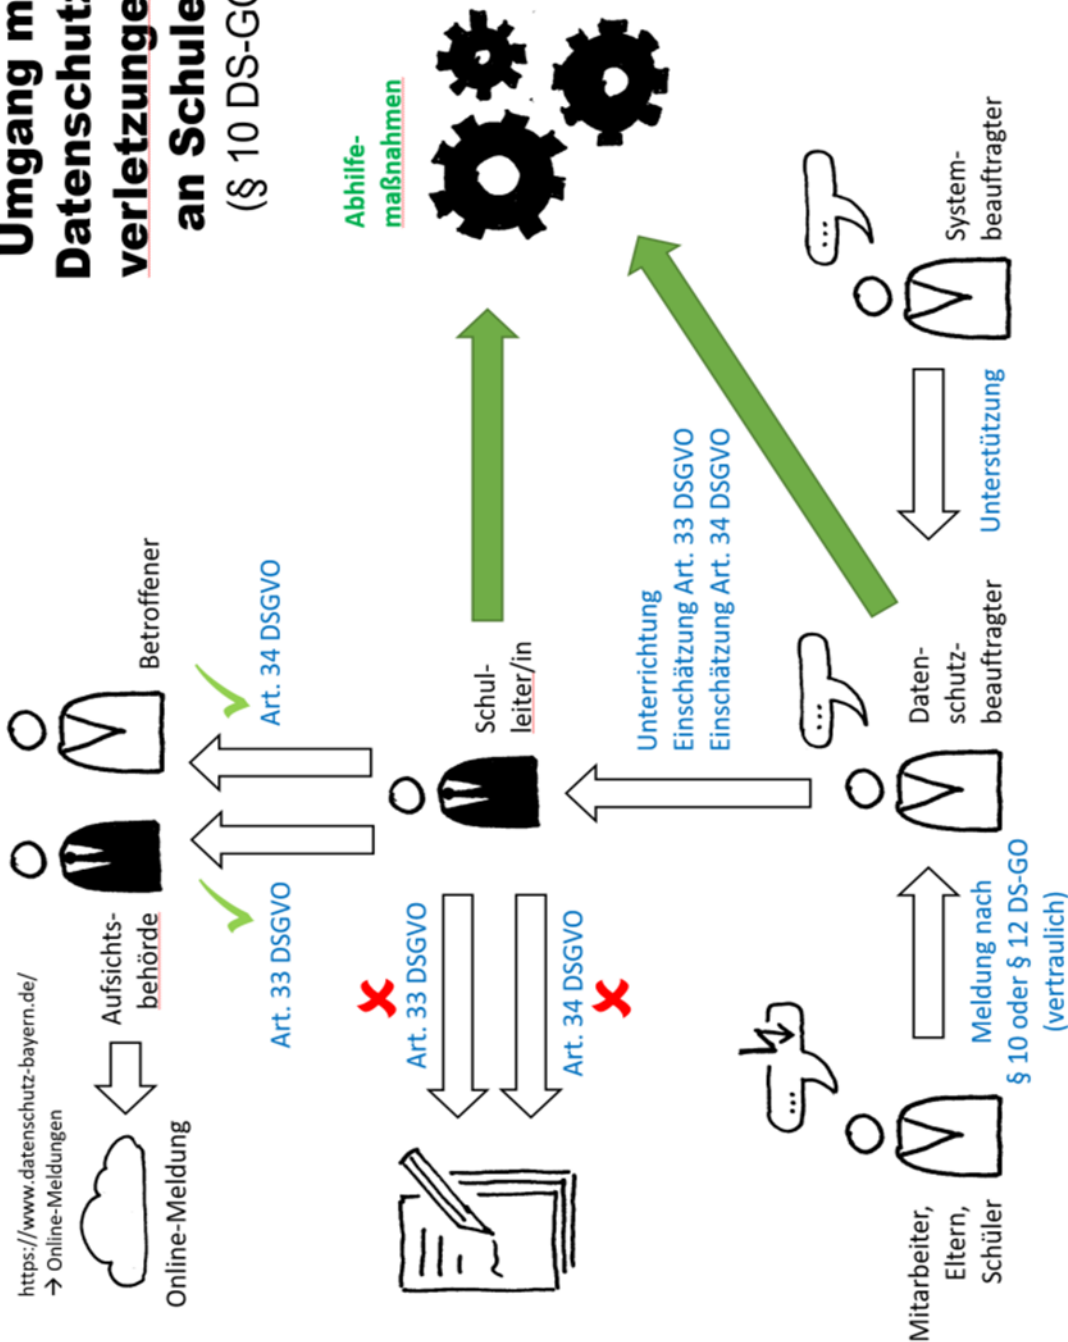 https://www.datenschutz-bayern.de/
→ Online-Meldungen
Online-Meldung
Aufsichts-
behörde
Betroffener
Art. 33 DSGVO
Art. 34 DSGVO
Umgang m
Datenschutz
verletzunge
an Schule
(§ 10 DS-GO
Art. 33 DSGVO
Art. 34 DSGVO
Schul-
leiter/in
Abhilfe-
maßnahmen
Unterrichtung
Einschätzung Art. 33 DSGVO
Einschätzung Art. 34 DSGVO
...
...
...
Mitarbeiter,
Eltern,
Schüler
Meldung nach
§ 10 oder § 12 DS-GO
(vertraulich)
Daten-
schutz-
beauftragter
Unterstützung
System-
beauftragter